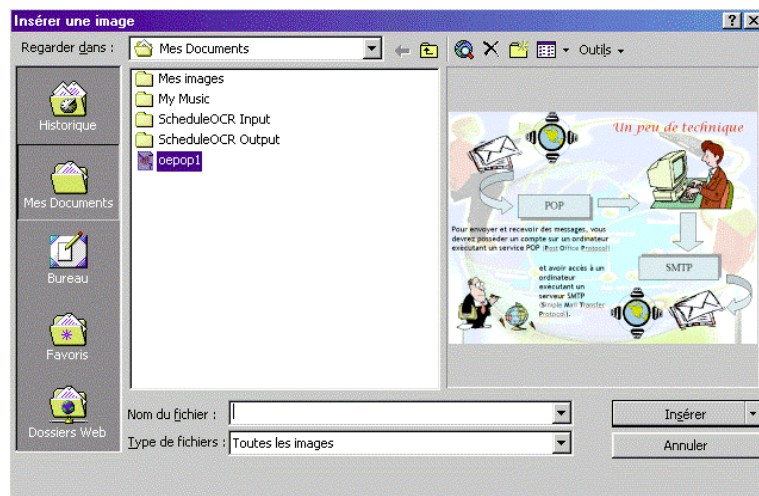 Insérer une image
Regarder dans :
Mes Documents
Outils
Historique
Mes Documents
Bureau
Favoris
Dossiers Web
Mes images
My Music
ScheduleOCR Input
ScheduleOCR Output
oepop1
Un peu de technique
POP
Pour envoyer et recevoir des messages, vous
devrez posséder un compte sur un ordinateur
exécutant un service POP (Post Office Protocol)
et avoir accès à un
ordinateur
exécutant un
serveur SMTP
(Simple Mail Transfer
Protocol).
SMTP
Nom du fichier :
Insérer
Type de fichiers :
Toutes les images
Annuler